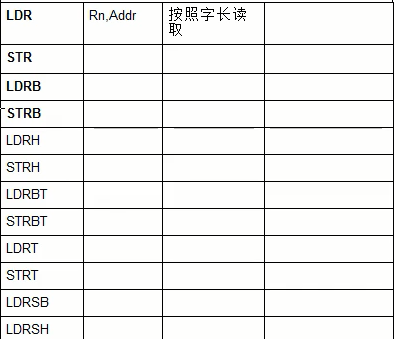 LDR Rn,Addr 按照字长读
取
STR
LDRB
STRB
LDRH
STRH
LDRBT
STRBT
LDRT
STRT
LDRSB
LDRSH